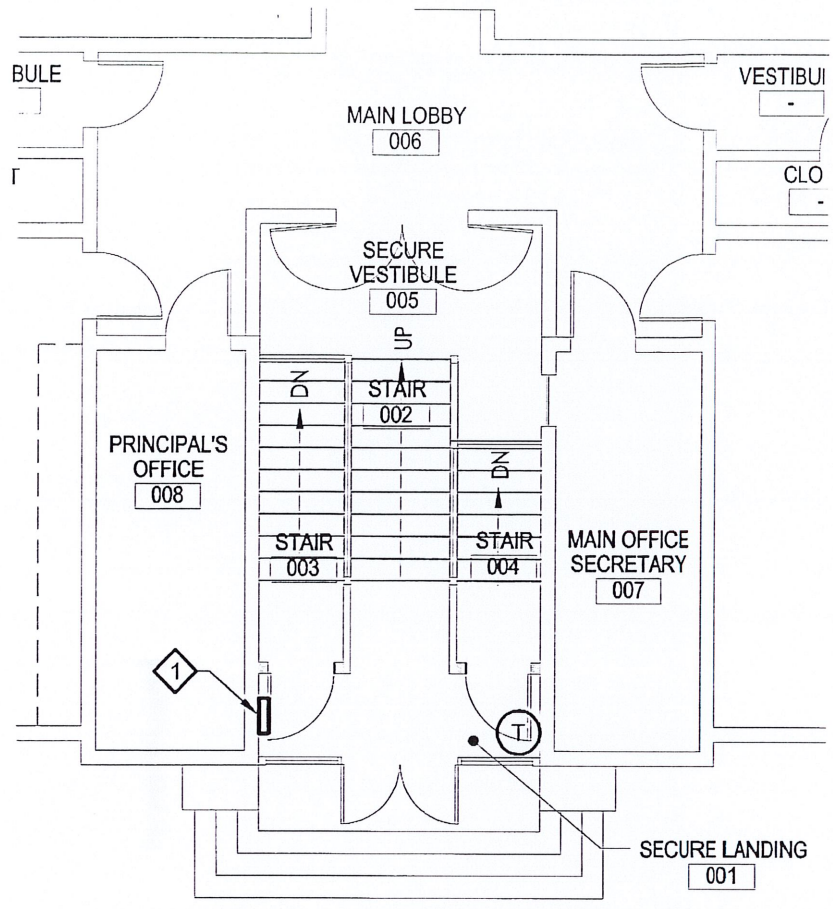 BULE
VESTIBUI
-
MAIN LOBBY
006
T
CLO
-
SECURE
VESTIBULE
005
UP
DN
STAIR
002
PRINCIPAL'S
OFFICE
008
DN
STAIR
003
STAIR
004
MAIN OFFICE
SECRETARY
007
1
T
SECURE LANDING
001